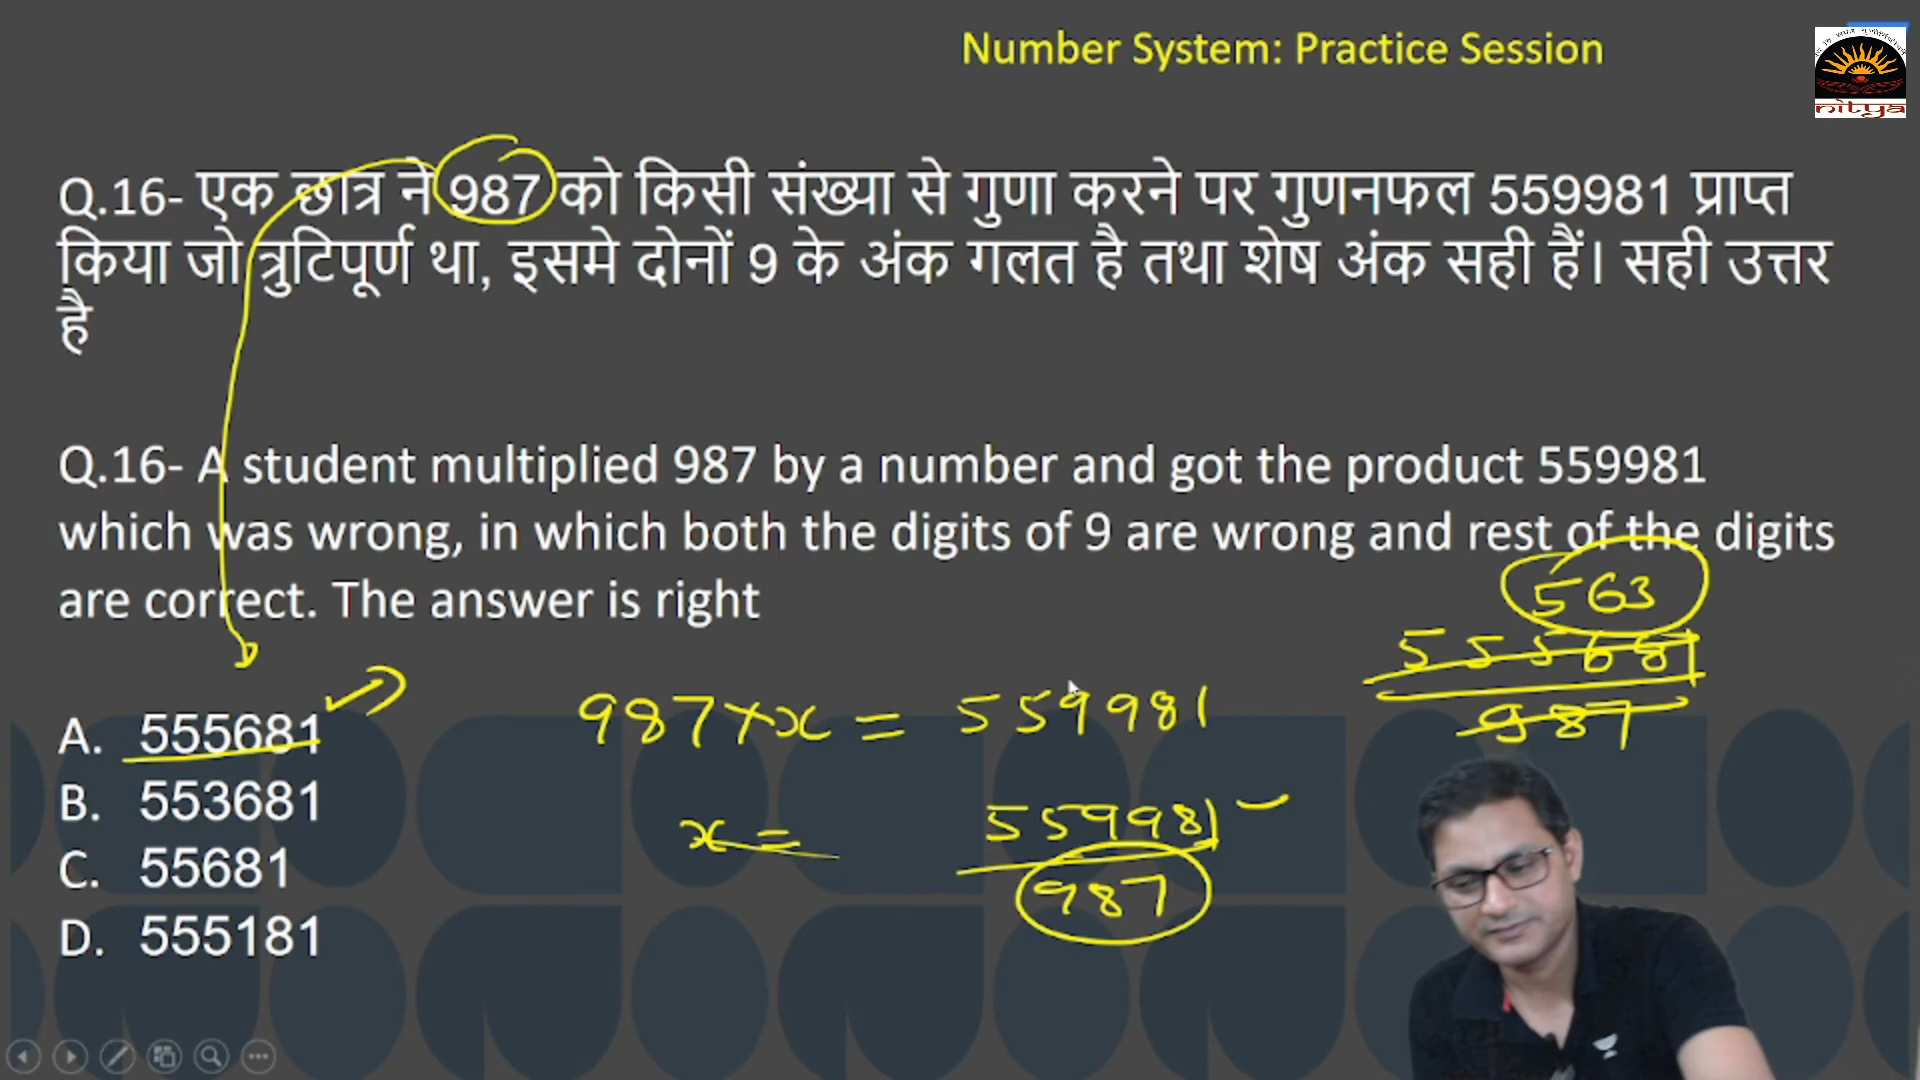 Number System: Practice Session
nitya
Q.16- एक छात्र ने 987 को किसी संख्या से गुणा करने पर गुणनफल 559981 प्राप्त
किया जो त्रुटिपूर्ण था, इसमे दोनों 9 के अंक गलत है तथा शेष अंक सही हैं। सही उत्तर
है
Q.16- A student multiplied 987 by a number and got the product 559981
which was wrong, in which both the digits of 9 are wrong and rest of the digits
are correct. The answer is right
563
555681
987
A. 555681
B. 553681
C. 55681
D. 555181
987 × x = 559981
x = 559981
987